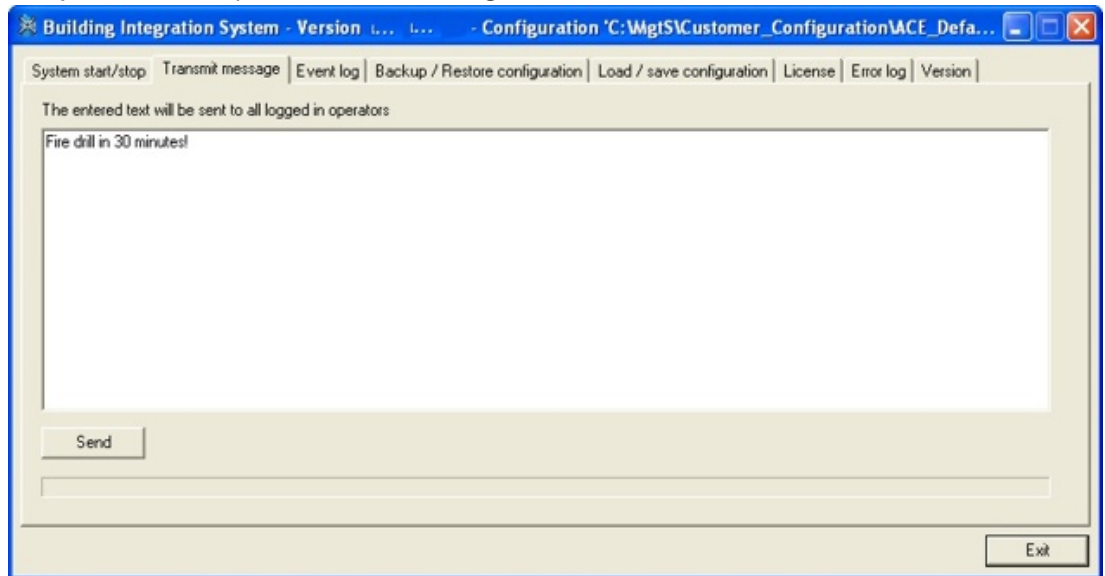 Building Integration System - Version - Configuration 'C:\MgtS\Customer_Configuration\ACE_Defa...
System start/stop Transmit message Event log Backup / Restore configuration Load / save configuration License Error log Version
The entered text will be sent to all logged in operators
Fire drill in 30 minutes!
Send
Exit